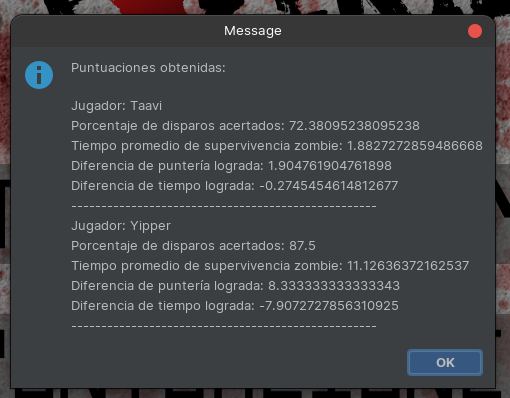 Message
Puntuaciones obtenidas:
Jugador: Taavi
Porcentaje de disparos acertados: 72.38095238095238
Tiempo promedio de supervivencia zombie: 1.8827272859486668
Diferencia de puntería lograda: 1.904761904761898
Diferencia de tiempo lograda: -0.2745454614812677
---------------------------------------------------
Jugador: Yipper
Porcentaje de disparos acertados: 87.5
Tiempo promedio de supervivencia zombie: 11.12636372162537
Diferencia de puntería lograda: 8.333333333333343
Diferencia de tiempo lograda: -7.9072727856310925
---------------------------------------------------
OK